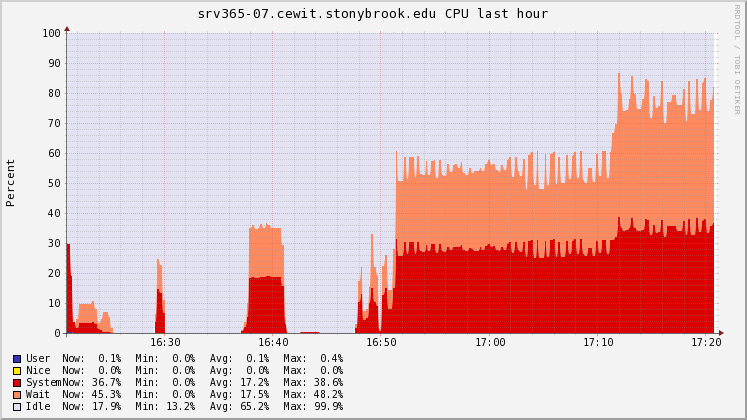 srv365-07.cewit.stonybrook.edu CPU last hour
RRDTOOL / TOBI OETIKER
Percent
100
90
80
70
60
50
40
30
20
10
0
16:30 16:40 16:50 17:00 17:10 17:20
User Now: 0.1% Min: 0.0% Avg: 0.1% Max: 0.4%
Nice Now: 0.0% Min: 0.0% Avg: 0.0% Max: 0.0%
System Now: 36.7% Min: 0.0% Avg: 17.2% Max: 38.6%
Wait Now: 45.3% Min: 0.0% Avg: 17.5% Max: 48.2%
Idle Now: 17.9% Min: 13.2% Avg: 65.2% Max: 99.9%